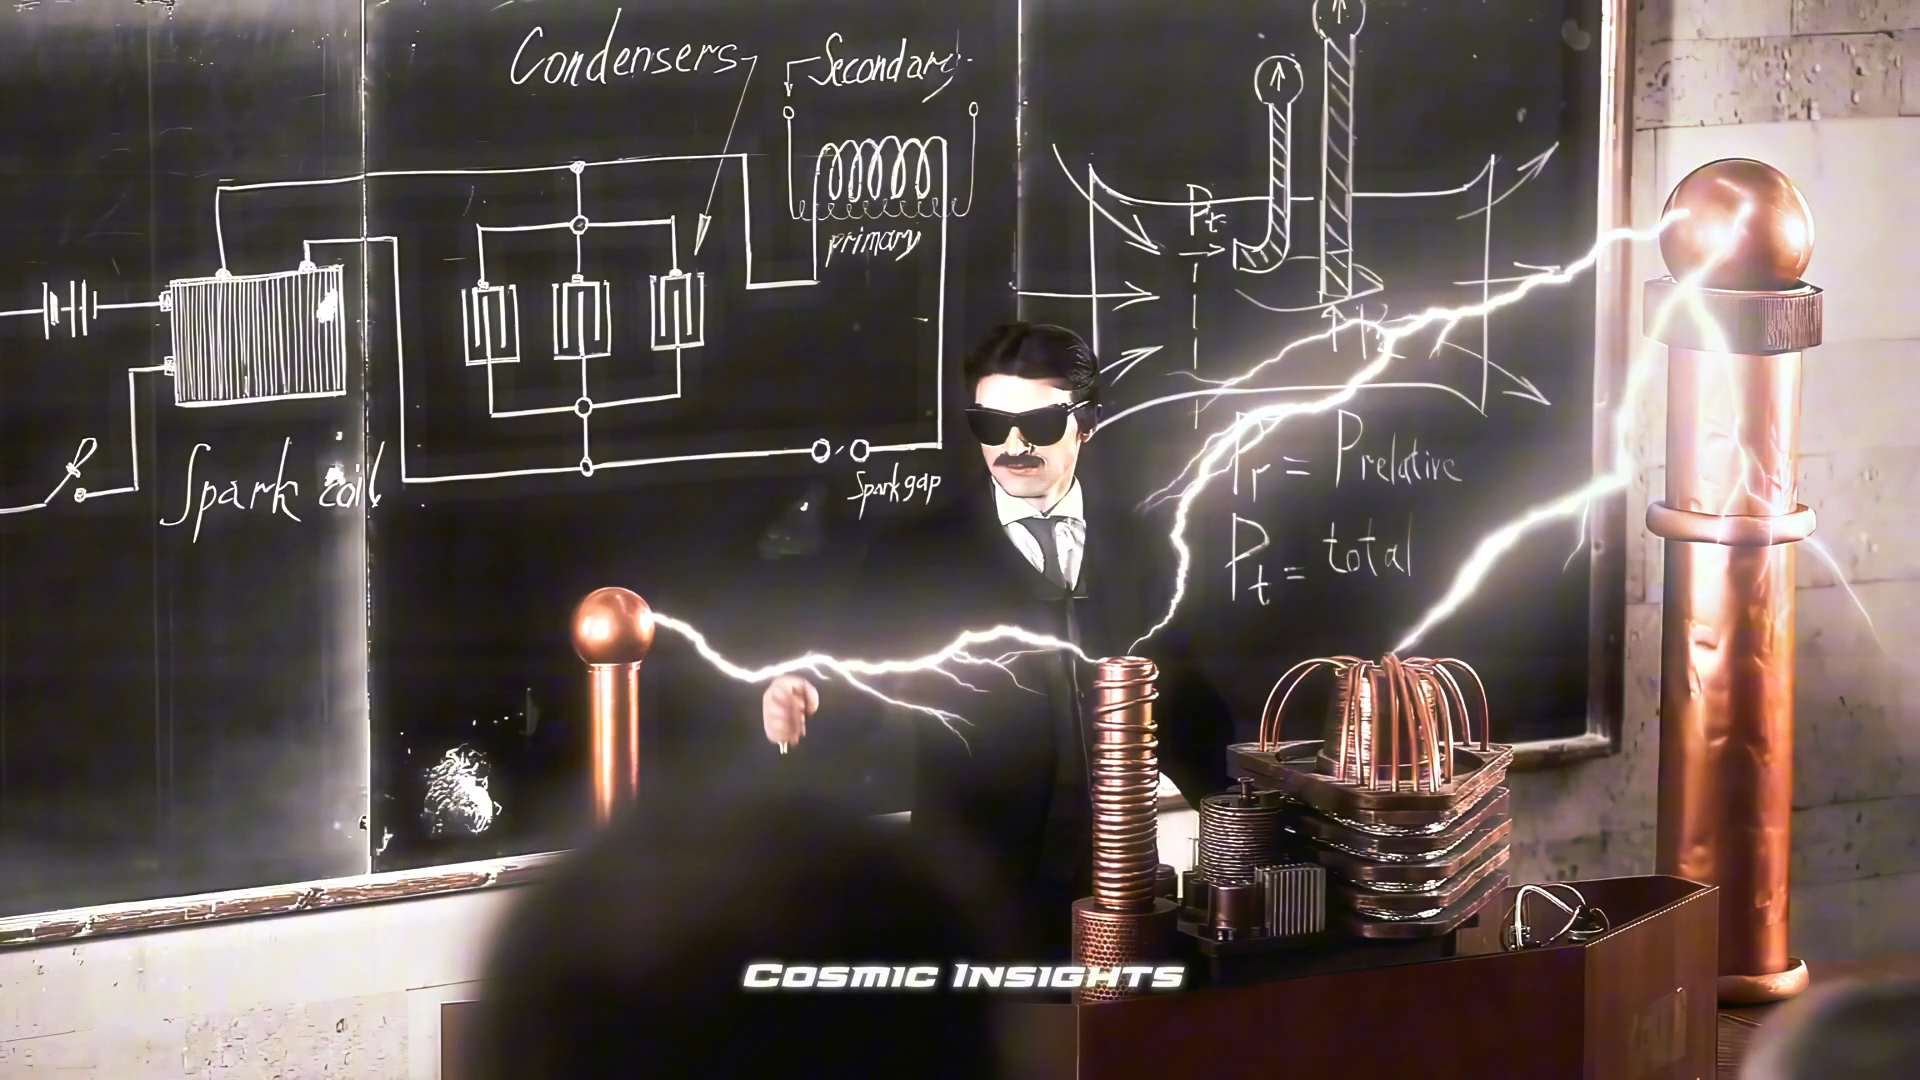 Condensers
Secondary
primary
Spark coil
Spark gap
Pt
Pr = Prelative
Pt = total
Cosmic Insights